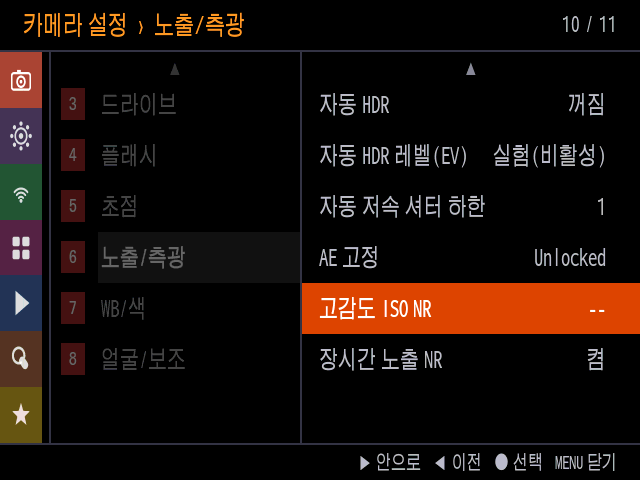 카메라 설정 › 노출/측광
10 / 11
3 드라이브
4 플래시
5 초점
6 노출/측광
7 WB/색
8 얼굴/보조
자동 HDR 꺼짐
자동 HDR 레벨(EV) 실험(비활성)
자동 저속 셔터 하한 1
AE 고정 Unlocked
고감도 ISO NR --
장시간 노출 NR 켬
▶ 안으로 ◀ 이전 ● 선택 MENU 닫기